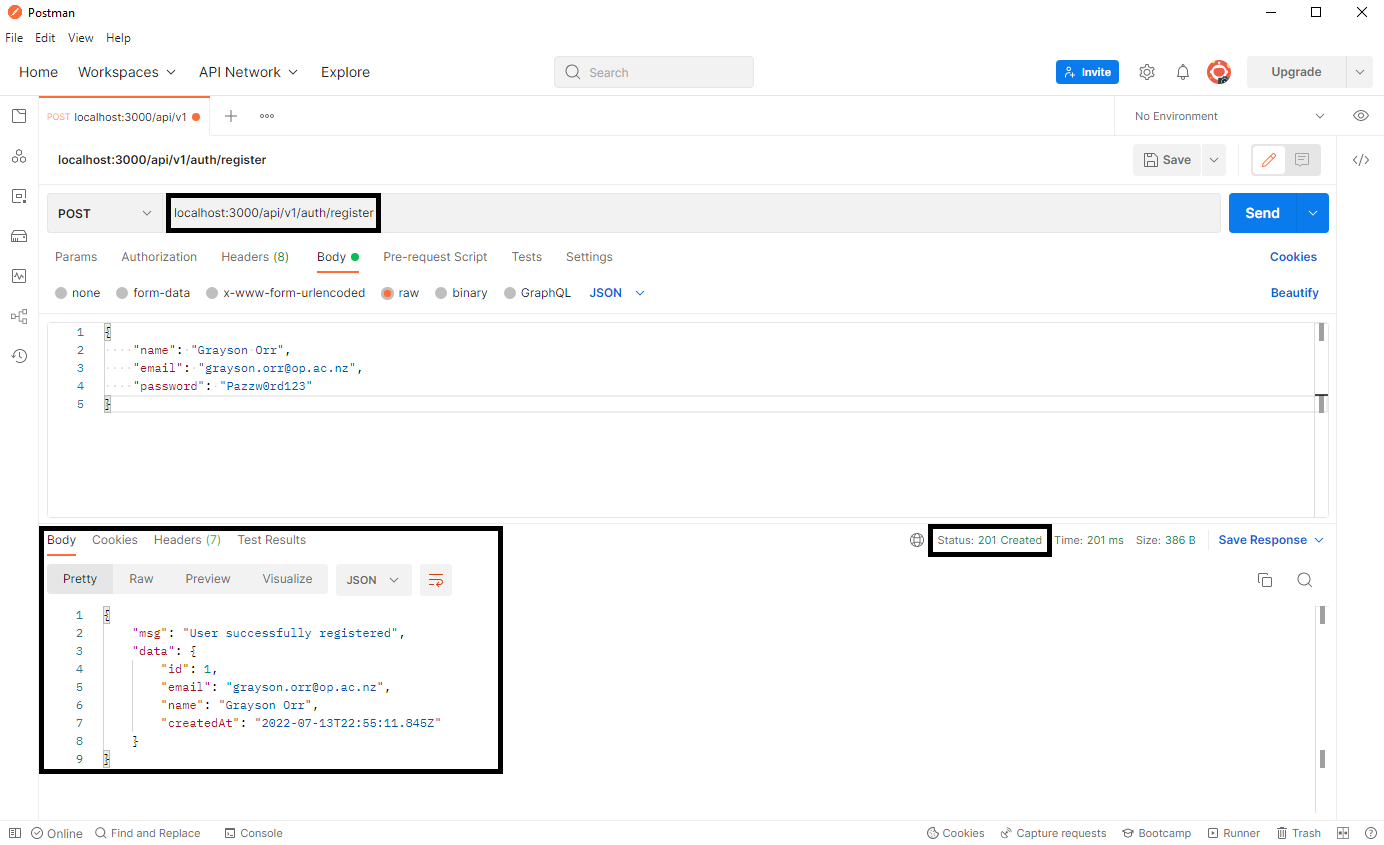 Postman
File Edit View Help
Home Workspaces API Network Explore Search Invite Upgrade
POST localhost:3000/api/v1 No Environment
localhost:3000/api/v1/auth/register Save
POST localhost:3000/api/v1/auth/register Send
Params Authorization Headers (8) Body Pre-request Script Tests Settings Cookies
none form-data x-www-form-urlencoded raw binary GraphQL JSON Beautify
1 {
2 "name": "Grayson Orr",
3 "email": "grayson.orr@op.ac.nz",
4 "password": "Pazzw0rd123"
5 }
Body Cookies Headers (7) Test Results Status: 201 Created Time: 201 ms Size: 386 B Save Response
Pretty Raw Preview Visualize JSON
1 {
2 "msg": "User successfully registered",
3 "data": {
4 "id": 1,
5 "email": "grayson.orr@op.ac.nz",
6 "name": "Grayson Orr",
7 "createdAt": "2022-07-13T22:55:11.845Z"
8 }
9 }
Online Find and Replace Console Cookies Capture requests Bootcamp Runner Trash